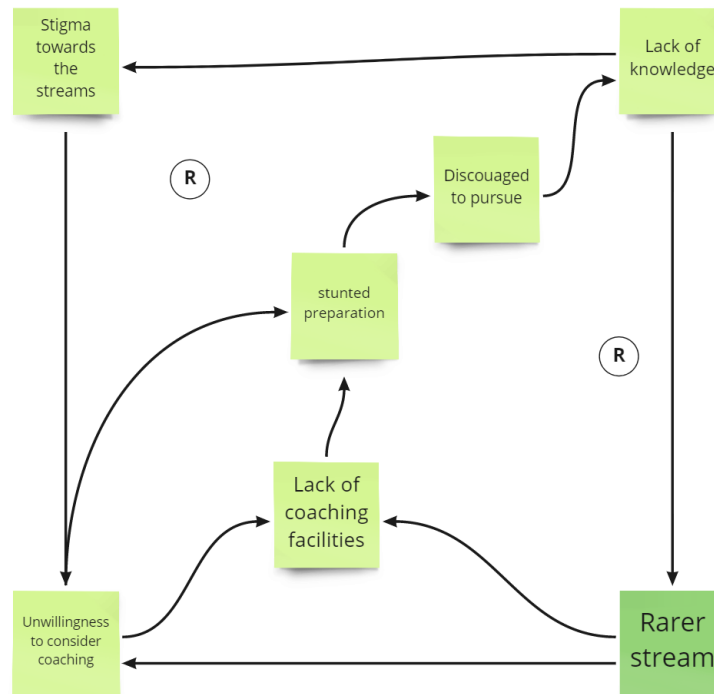 Stigma
towards
the
streams
Lack of
knowledge
R
Discouaged
to pursue
stunted
preparation
R
Lack of
coaching
facilities
Unwillingness
to consider
coaching
Rarer
stream